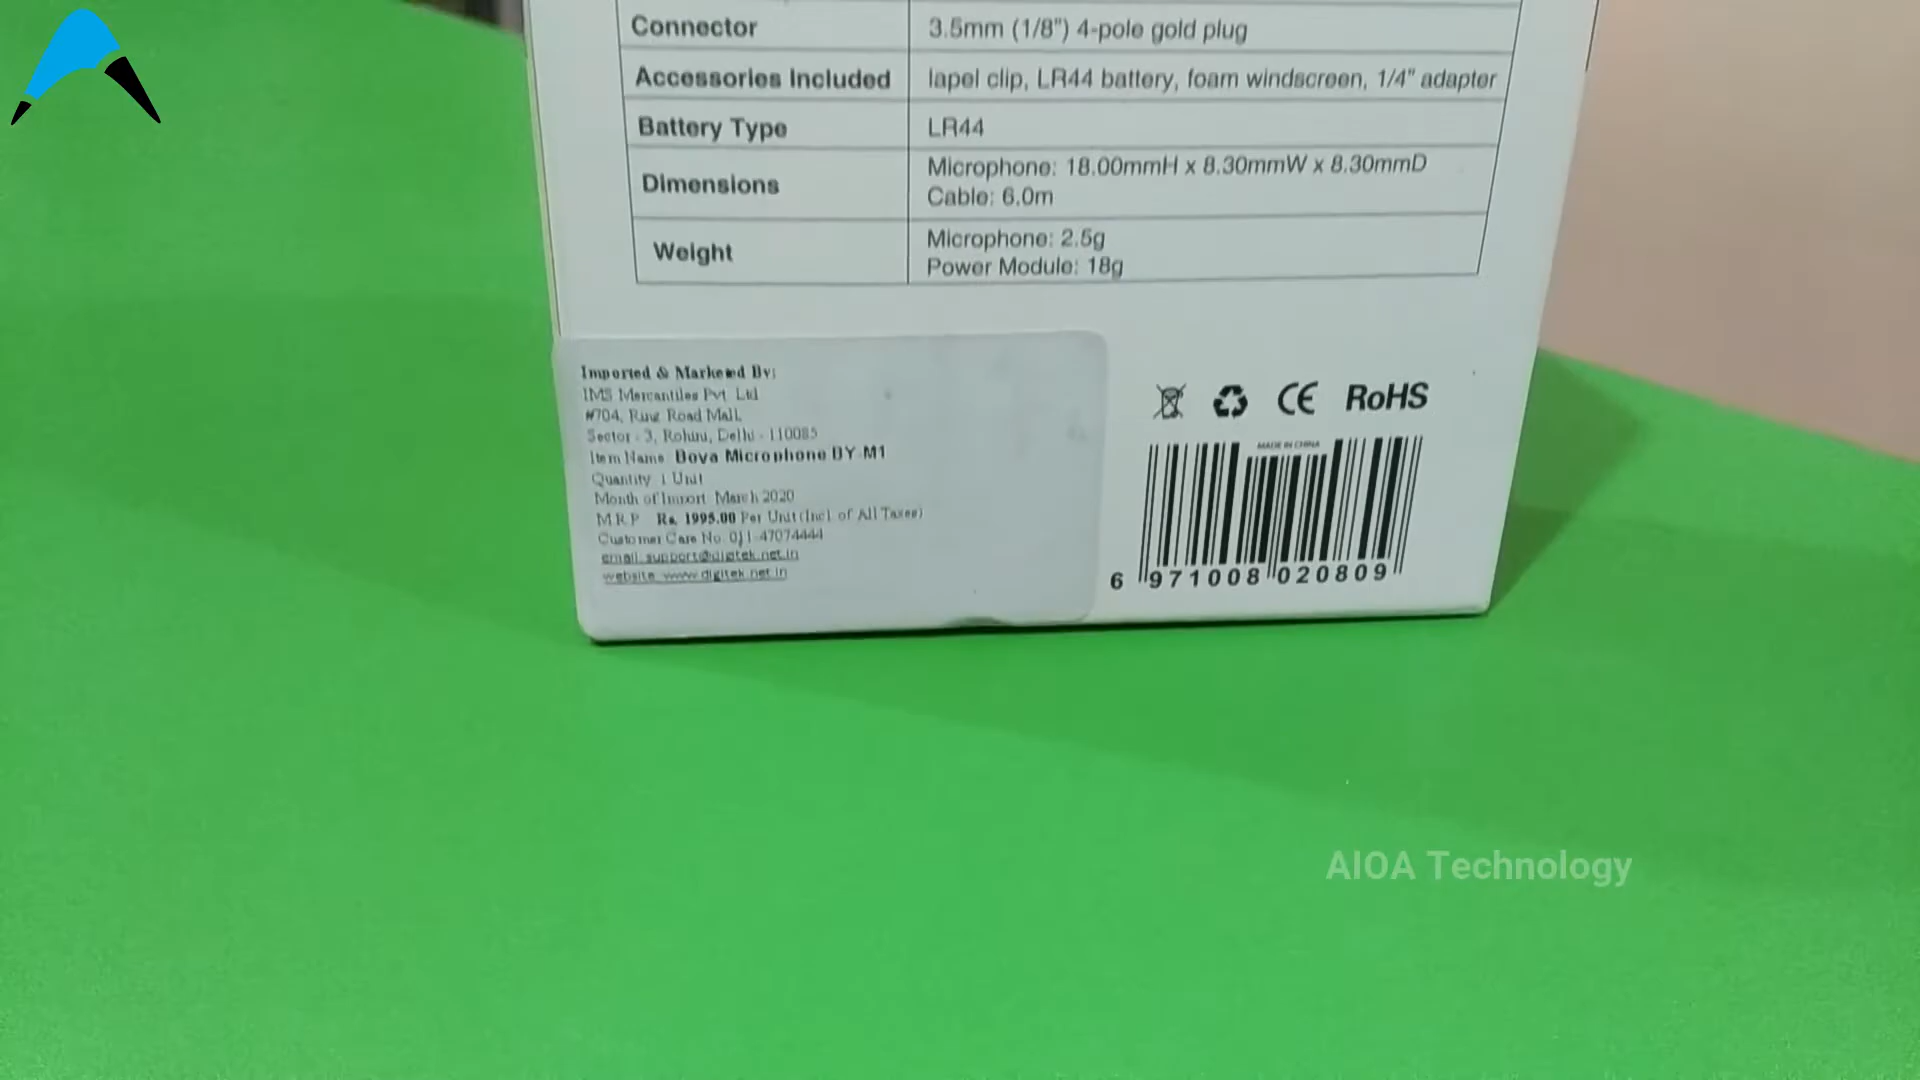 Connector 3.5mm (1/8") 4-pole gold plug
Accessories Included lapel clip, LR44 battery, foam windscreen, 1/4" adapter
Battery Type LR44
Dimensions Microphone: 18.00mmH x 8.30mmW x 8.30mmD
Cable: 6.0m
Weight Microphone: 2.5g
Power Module: 18g
Imported & Marketed By:
IMS Mercantiles Pvt. Ltd
#704, Ring Road Mall,
Sector - 3, Rohini, Delhi - 110085
Item Name: Boya Microphone BY-M1
Quantity: 1 Unit
Month of Import: March 2020
M.R.P. Rs. 1995.00 Per Unit (Incl. of All Taxes)
Customer Care No. 011-47074444
email: support@digitek.net.in
website: www.digitek.net.in
CE RoHS
MADE IN CHINA
6 971008 020809
AIOA Technology